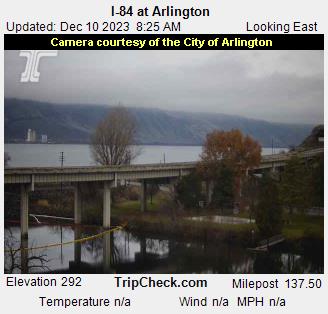 I-84 at Arlington
Updated: Dec 10 2023 8:25 AM Looking East
Camera courtesy of the City of Arlington
Elevation 292 TripCheck.com Milepost 137.50
Temperature n/a Wind n/a MPH n/a